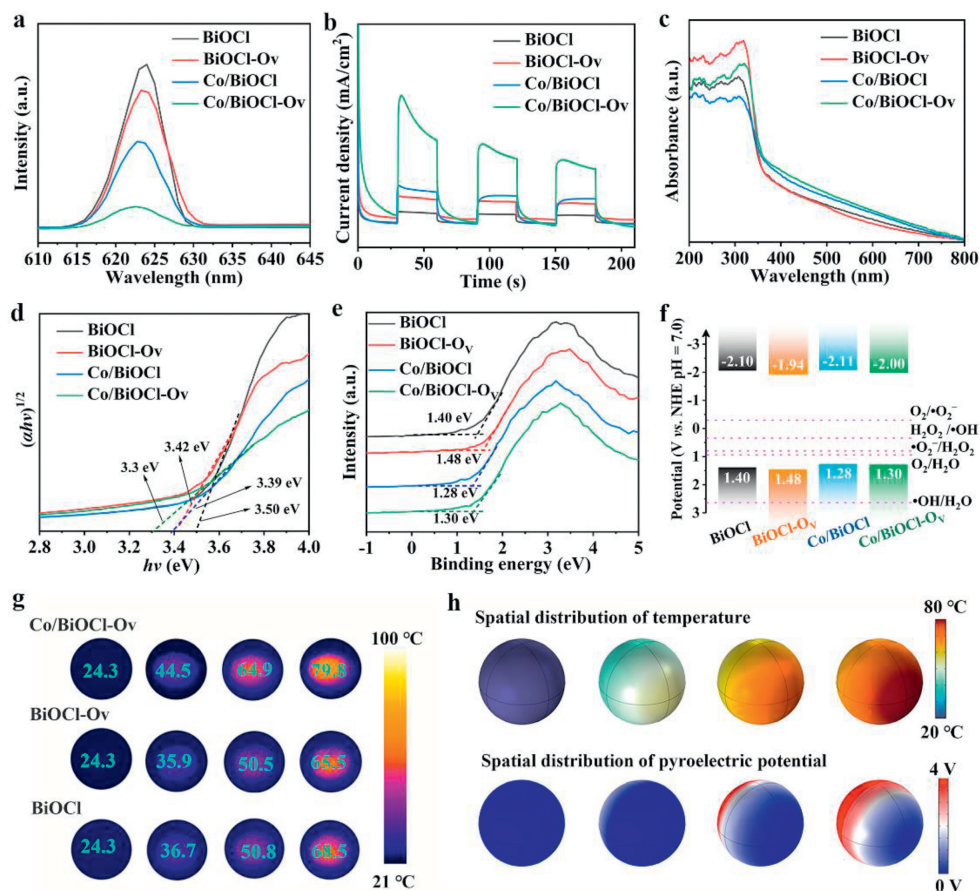 a
BiOCl
BiOCl-Ov
Co/BiOCl
Co/BiOCl-Ov
Intensity (a.u.)
610 615 620 625 630 635 640 645
Wavelength (nm)
b
BiOCl
BiOCl-Ov
Co/BiOCl
Co/BiOCl-Ov
Current density (mA/cm²)
0 50 100 150 200
Time (s)
c
BiOCl
BiOCl-Ov
Co/BiOCl
Co/BiOCl-Ov
Absorbance (a.u.)
200 300 400 500 600 700 800
Wavelength (nm)
d
BiOCl
BiOCl-Ov
Co/BiOCl
Co/BiOCl-Ov
(αhν)1/2
3.42 eV
3.3 eV
3.39 eV
3.50 eV
2.8 3.0 3.2 3.4 3.6 3.8 4.0
hν (eV)
e
BiOCl
BiOCl-OV
Co/BiOCl
Co/BiOCl-OV
Intensity (a.u.)
1.40 eV
1.48 eV
1.28 eV
1.30 eV
-1 0 1 2 3 4 5
Binding energy (eV)
f
Potential (V vs. NHE pH = 7.0)
-3
-2
-1
0
1
2
3
-2.10 -1.94 -2.11 -2.00
O2/•O2−
H2O2/•OH
•O2−/H2O2
O2/H2O
1.40 1.48 1.28 1.30
•OH/H2O
BiOCl
BiOCl-OV
Co/BiOCl
Co/BiOCl-OV
g
Co/BiOCl-Ov
24.3 44.5 64.9 79.8
BiOCl-Ov
24.3 35.9 50.5 65.5
BiOCl
24.3 36.7 50.8 68.5
100 °C
21 °C
h
Spatial distribution of temperature
80 °C
20 °C
Spatial distribution of pyroelectric potential
4 V
0 V